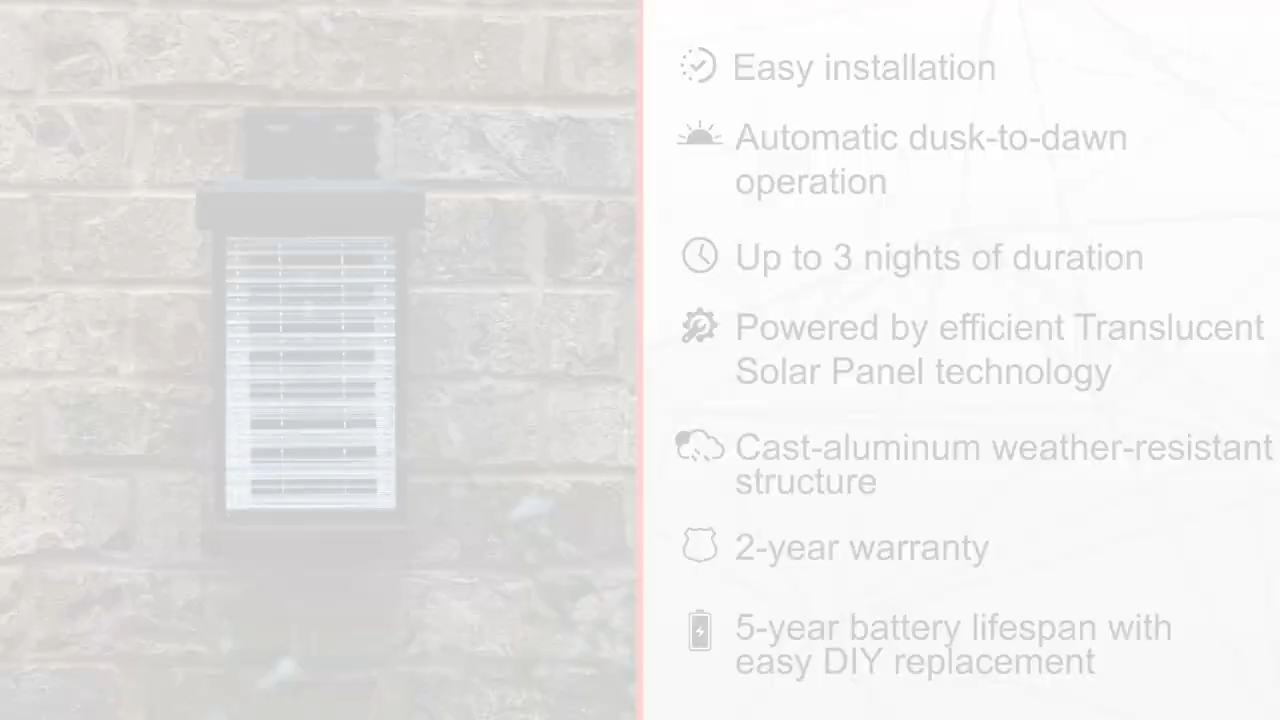 Easy installation
Automatic dusk-to-dawn
operation
Up to 3 nights of duration
Powered by efficient Translucent
Solar Panel technology
Cast-aluminum weather-resistant
structure
2-year warranty
5-year battery lifespan with
easy DIY replacement